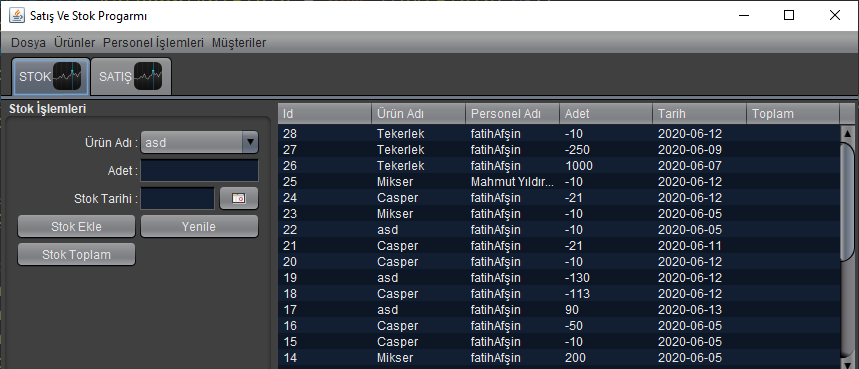 Satış Ve Stok Progarmı
Dosya Ürünler Personel İşlemleri Müşteriler
STOK SATIŞ
Stok İşlemleri
Ürün Adı : asd
Adet :
Stok Tarihi :
Stok Ekle Yenile
Stok Toplam
Id Ürün Adı Personel Adı Adet Tarih Toplam
28 Tekerlek fatihAfşin -10 2020-06-12
27 Tekerlek fatihAfşin -250 2020-06-09
26 Tekerlek fatihAfşin 1000 2020-06-07
25 Mikser Mahmut Yıldır... -10 2020-06-12
24 Casper fatihAfşin -21 2020-06-12
23 Mikser fatihAfşin -10 2020-06-05
22 asd fatihAfşin -10 2020-06-05
21 Casper fatihAfşin -21 2020-06-11
20 Casper fatihAfşin -10 2020-06-12
19 asd fatihAfşin -130 2020-06-12
18 Casper fatihAfşin -113 2020-06-12
17 asd fatihAfşin 90 2020-06-13
16 Casper fatihAfşin -50 2020-06-05
15 Casper fatihAfşin -10 2020-06-05
14 Mikser fatihAfşin 200 2020-06-05